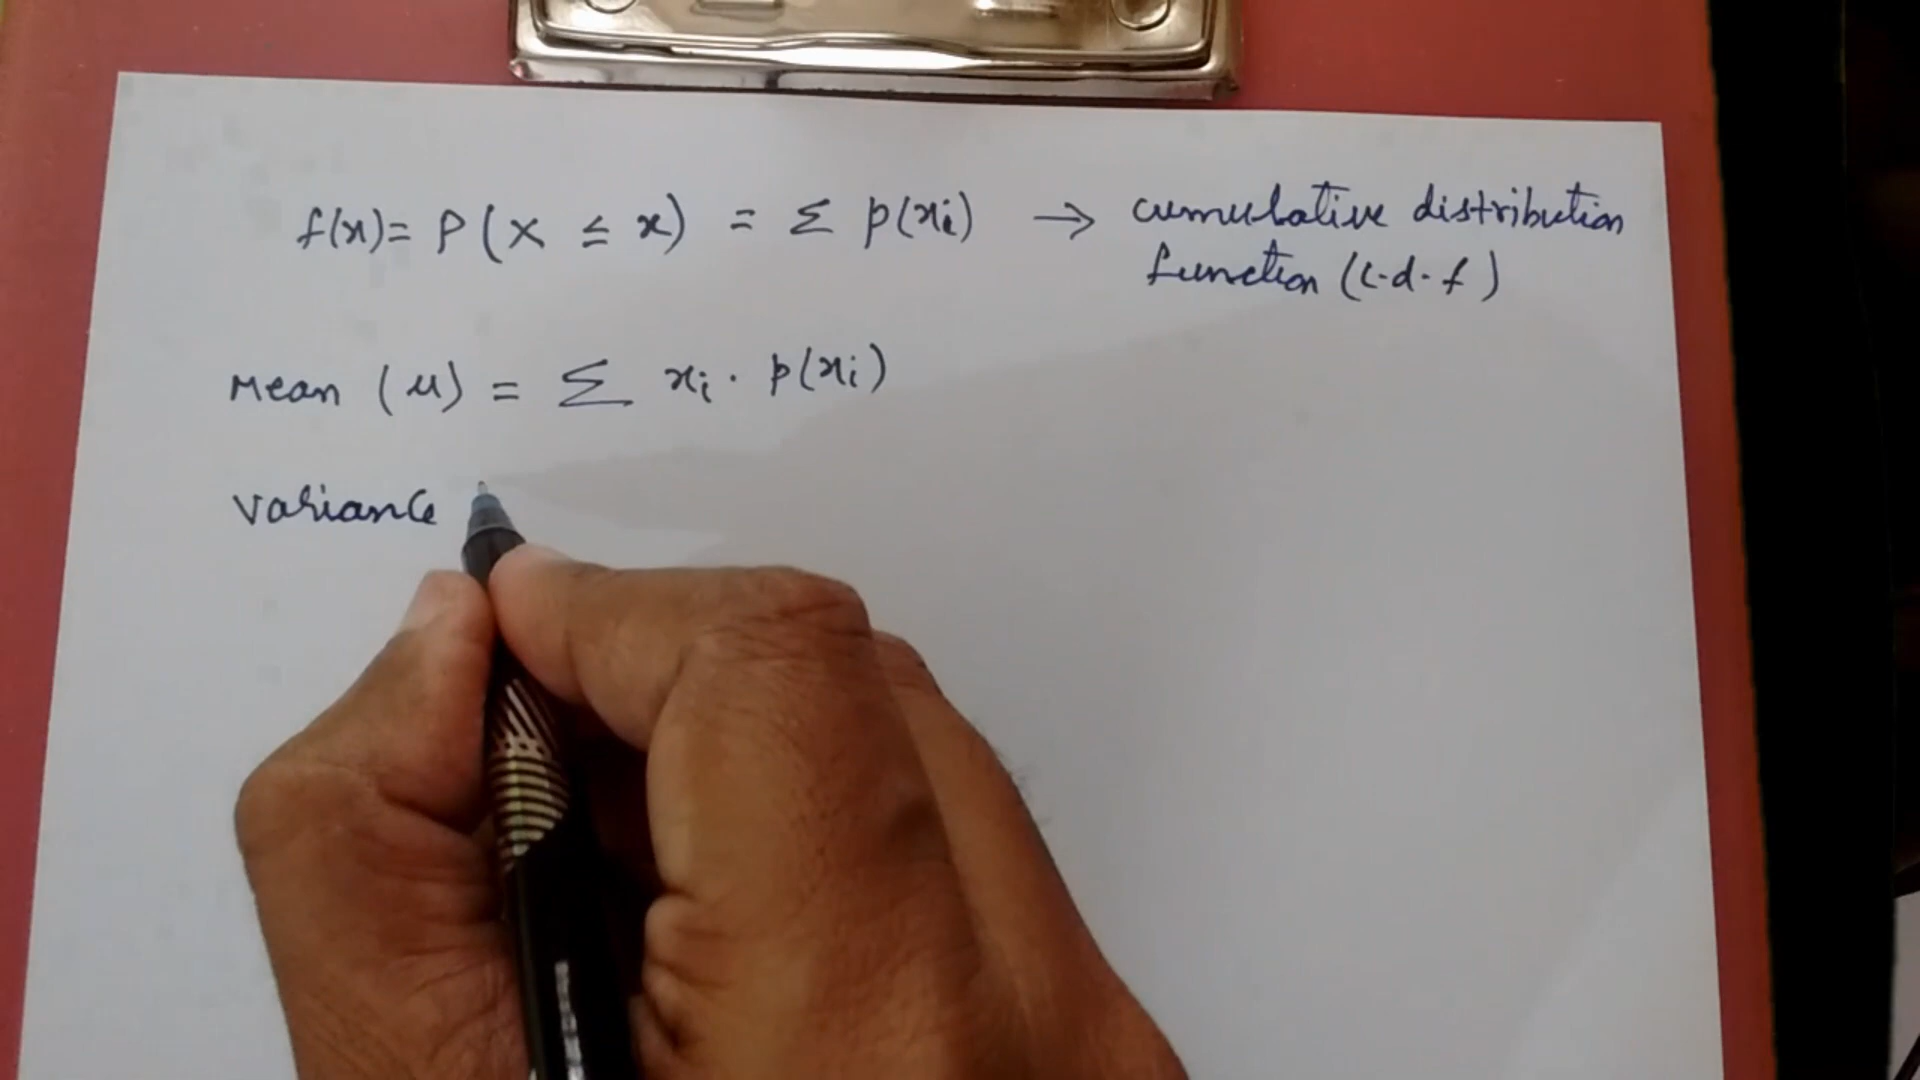 f(x) = P(X ≤ x) = Σ p(xi) → cumulative distribution
function (c.d.f)
Mean (μ) = Σ xi · p(xi)
Variance